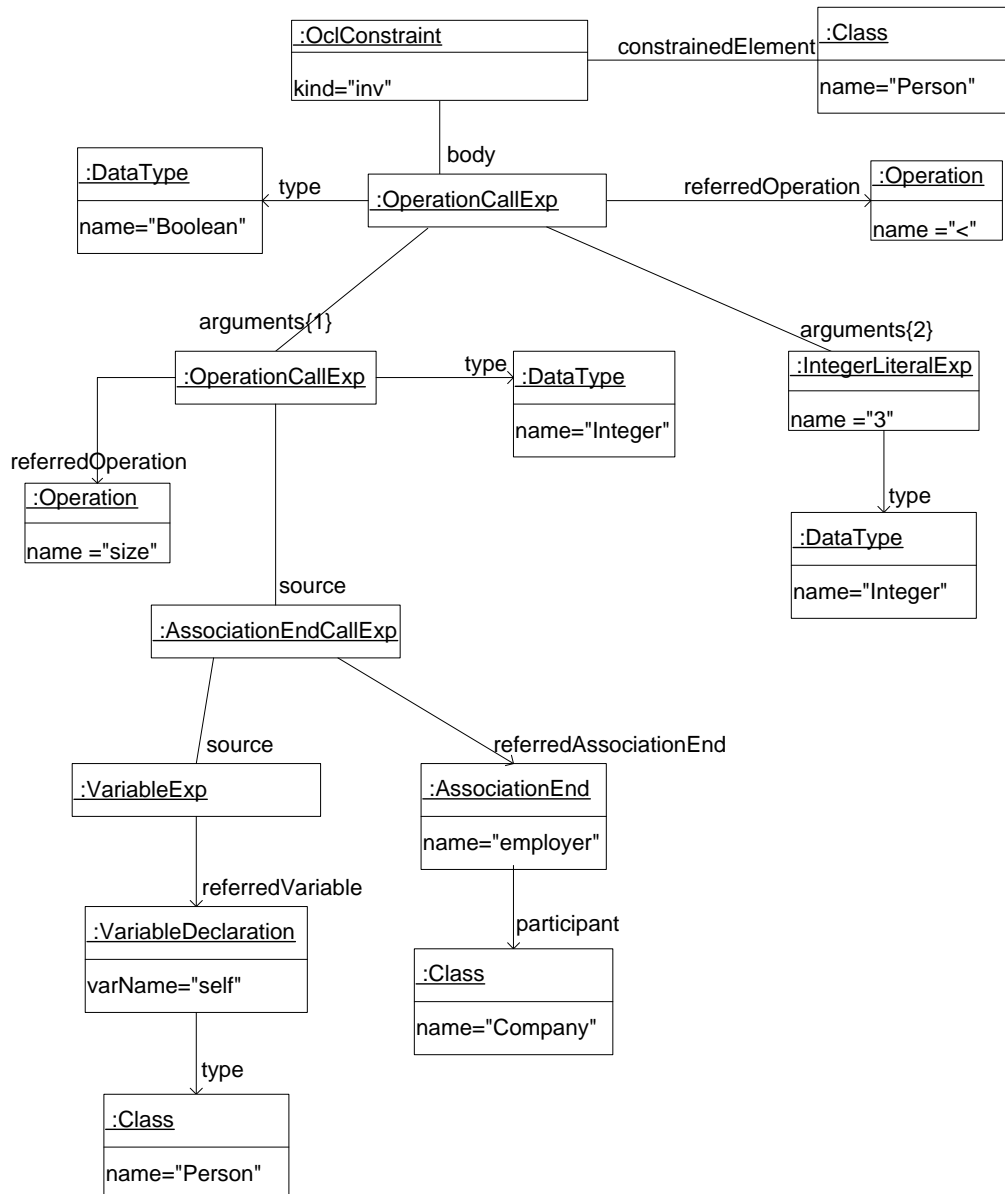 :OclConstraint
kind="inv"
constrainedElement
:Class
name="Person"
body
:DataType
name="Boolean"
type
:OperationCallExp
referredOperation
:Operation
name ="<"
arguments{1}
arguments{2}
:OperationCallExp
type
:DataType
name="Integer"
:IntegerLiteralExp
name ="3"
referredOperation
:Operation
name ="size"
type
:DataType
name="Integer"
source
:AssociationEndCallExp
source
referredAssociationEnd
:VariableExp
:AssociationEnd
name="employer"
referredVariable
:VariableDeclaration
varName="self"
participant
:Class
name="Company"
type
:Class
name="Person"